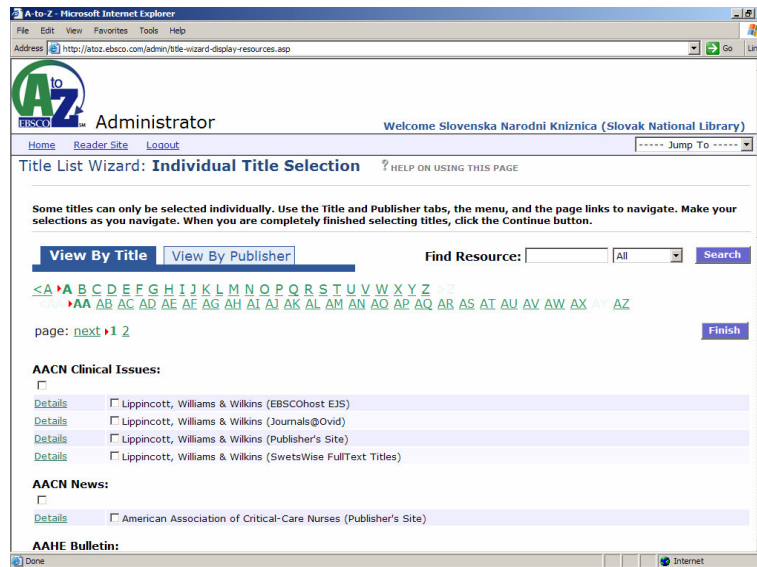 A-to-Z - Microsoft Internet Explorer
File Edit View Favorites Tools Help
Address http://atoz.ebsco.com/admin/title-wizard-display-resources.asp Go Lin
A to Z EBSCO SM
Administrator
Welcome Slovenska Narodni Kniznica (Slovak National Library)
Home Reader Site Logout ----- Jump To -----
Title List Wizard: Individual Title Selection ? HELP ON USING THIS PAGE
Some titles can only be selected individually. Use the Title and Publisher tabs, the menu, and the page links to navigate. Make your
selections as you navigate. When you are completely finished selecting titles, click the Continue button.
View By Title View By Publisher Find Resource: All Search
<A A B C D E F G H I J K L M N O P Q R S T U V W X Y Z >Z
AA AB AC AD AE AF AG AH AI AJ AK AL AM AN AO AP AQ AR AS AT AU AV AW AX AY AZ
page: next 1 2 Finish
AACN Clinical Issues:
Details Lippincott, Williams & Wilkins (EBSCOhost EJS)
Details Lippincott, Williams & Wilkins (Journals@Ovid)
Details Lippincott, Williams & Wilkins (Publisher's Site)
Details Lippincott, Williams & Wilkins (SwetsWise FullText Titles)
AACN News:
Details American Association of Critical-Care Nurses (Publisher's Site)
AAHE Bulletin:
Done Internet